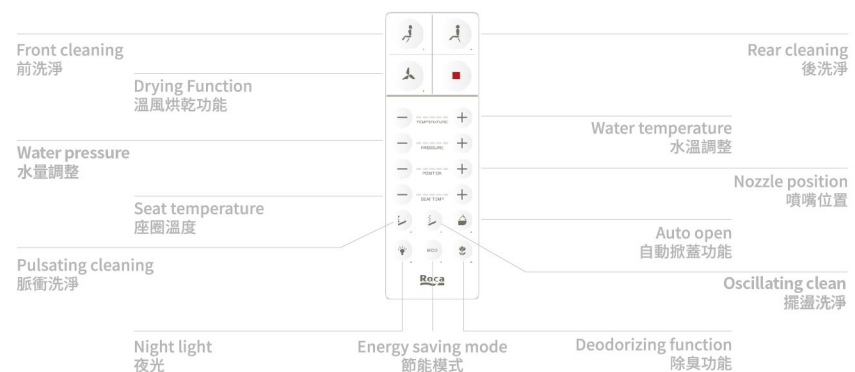 Front cleaning
前洗淨
Rear cleaning
後洗淨
Drying Function
溫風烘乾功能
TEMPERATURE
Water temperature
水溫調整
Water pressure
水量調整
PRESSURE
POSITION
Nozzle position
噴嘴位置
Seat temperature
座圈溫度
SEAT TEMP
Auto open
自動掀蓋功能
Pulsating cleaning
脈衝洗淨
ECO
Oscillating clean
擺盪洗淨
Roca
Night light
夜光
Energy saving mode
節能模式
Deodorizing function
除臭功能